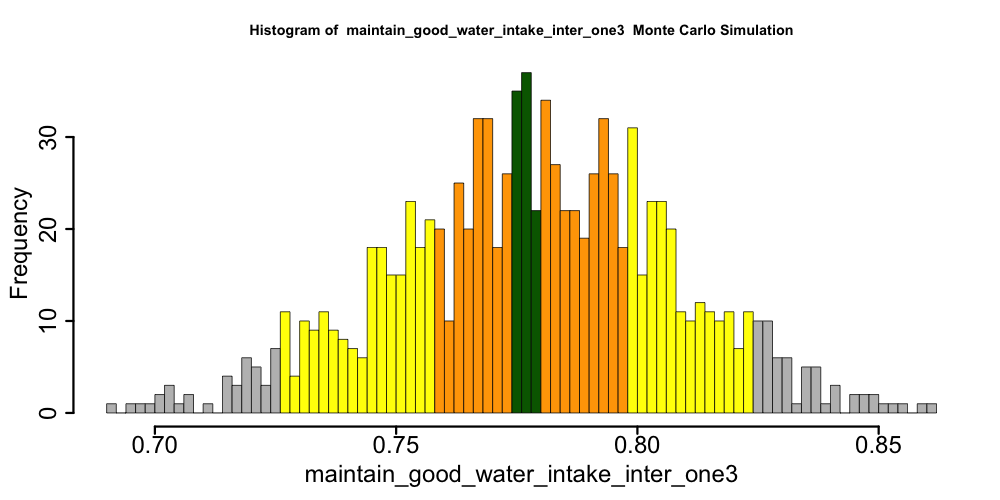 Histogram of maintain_good_water_intake_inter_one3 Monte Carlo Simulation
Frequency
30
20
10
0
0.70 0.75 0.80 0.85
maintain_good_water_intake_inter_one3